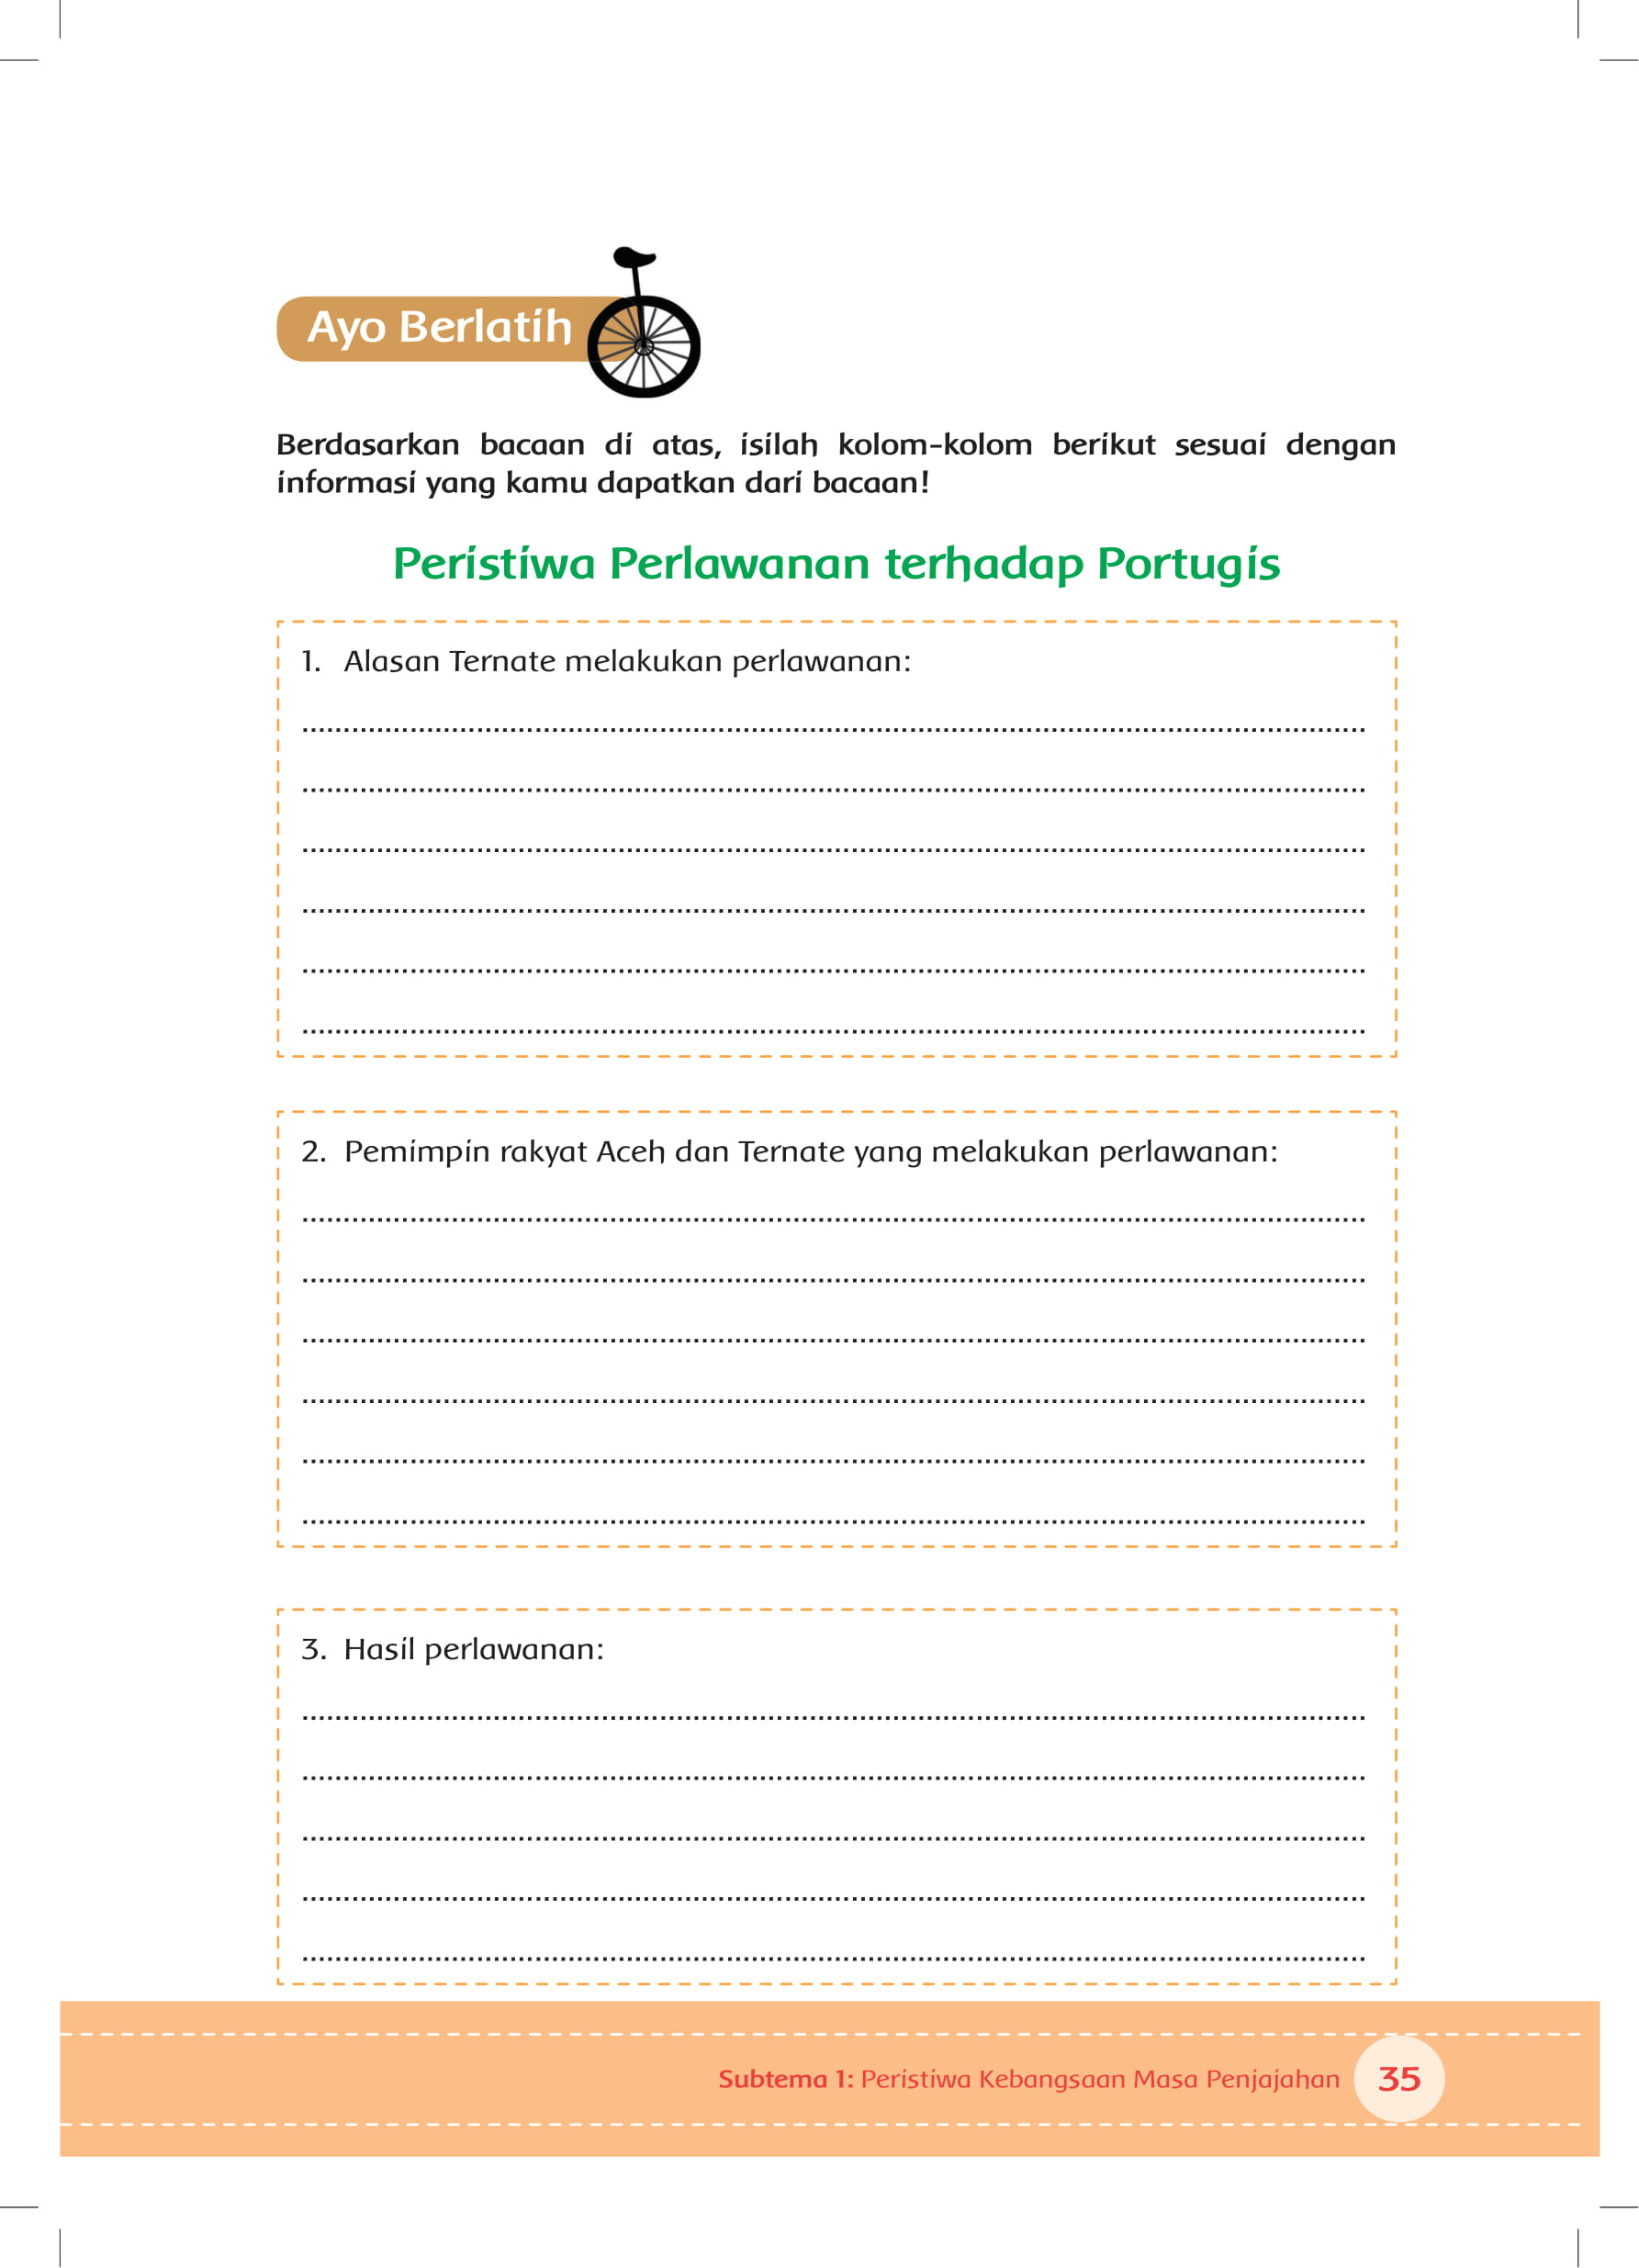 Ayo Berlatih
Berdasarkan bacaan di atas, isilah kolom-kolom berikut sesuai dengan
informasi yang kamu dapatkan dari bacaan!
Peristiwa Perlawanan terhadap Portugis
1. Alasan Ternate melakukan perlawanan:
2. Pemimpin rakyat Aceh dan Ternate yang melakukan perlawanan:
3. Hasil perlawanan:
Subtema 1: Peristiwa Kebangsaan Masa Penjajahan 35